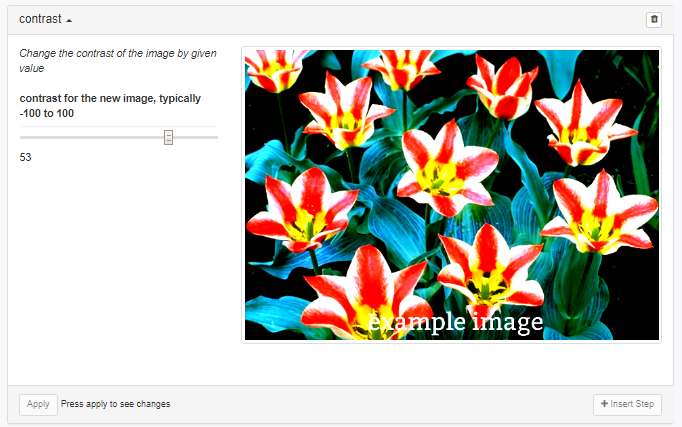 contrast
Change the contrast of the image by given
value
contrast for the new image, typically
-100 to 100
53
example image
Apply Press apply to see changes
Insert Step